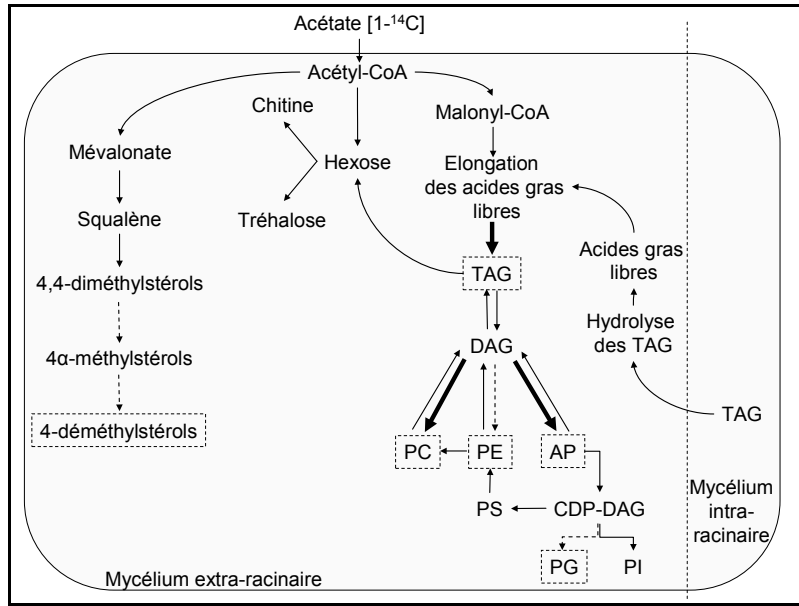 Acétate [1-¹⁴C]
Acétyl-CoA
Chitine
Malonyl-CoA
Mévalonate
Hexose
Elongation
des acides gras
libres
Squalène
Tréhalose
Acides gras
libres
TAG
4,4-diméthylstérols
Hydrolyse
des TAG
DAG
4α-méthylstérols
TAG
4-déméthylstérols
PC
PE
AP
Mycélium
intra-
racinaire
PS
CDP-DAG
PG
PI
Mycélium extra-racinaire